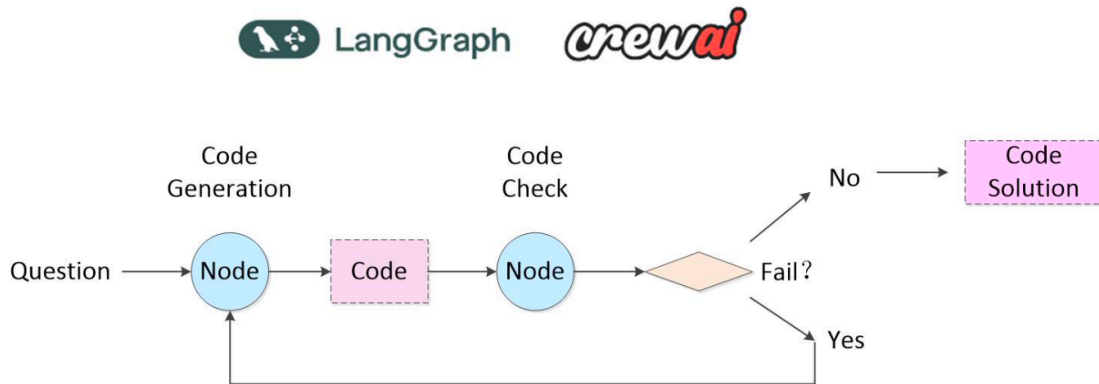 LangGraph
crewai
Code
Generation
Code
Check
No
Code
Solution
Question
Node
Code
Node
Fail?
Yes